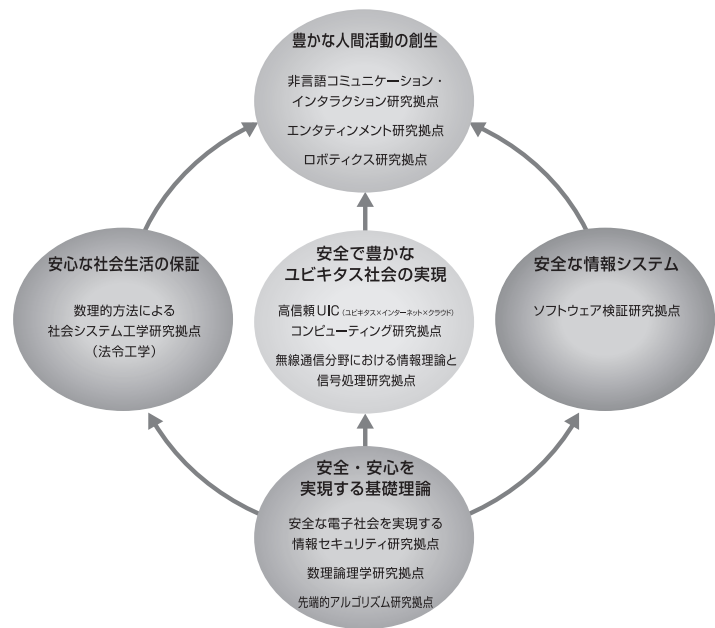 豊かな人間活動の創生
非言語コミュニケーション・
インタラクション研究拠点
エンタティンメント研究拠点
ロボティクス研究拠点
安心な社会生活の保証
数理的方法による
社会システム工学研究拠点
（法令工学）
安全で豊かな
ユビキタス社会の実現
高信頼UIC（ユビキタス×インターネット×クラウド）
コンピューティング研究拠点
無線通信分野における情報理論と
信号処理研究拠点
安全な情報システム
ソフトウェア検証研究拠点
安全・安心を
実現する基礎理論
安全な電子社会を実現する
情報セキュリティ研究拠点
数理論理学研究拠点
先端的アルゴリズム研究拠点